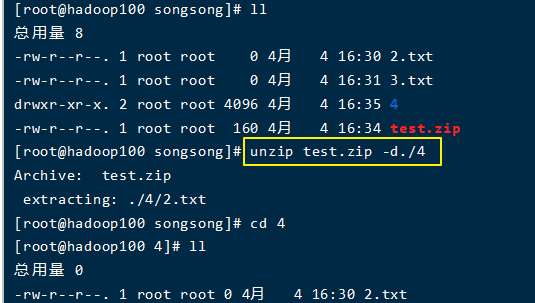 [root@hadoop100 songsong]# ll
总用量 8
-rw-r--r--. 1 root root    0 4月   4 16:30 2.txt
-rw-r--r--. 1 root root    0 4月   4 16:31 3.txt
drwxr-xr-x. 2 root root 4096 4月   4 16:35 4
-rw-r--r--. 1 root root  160 4月   4 16:34 test.zip
[root@hadoop100 songsong]# unzip test.zip -d./4
Archive:  test.zip
 extracting: ./4/2.txt
[root@hadoop100 songsong]# cd 4
[root@hadoop100 4]# ll
总用量 0
-rw-r--r--. 1 root root 0 4月   4 16:30 2.txt